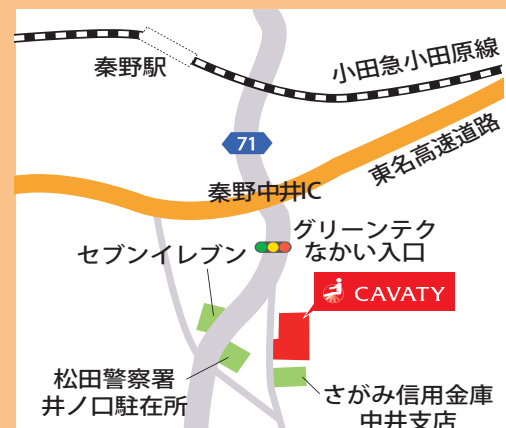 小田急小田原線
秦野駅
71
東名高速道路
秦野中井IC
グリーンテク
なかい入口
セブンイレブン
CAVATY
松田警察署
井ノ口駐在所
さがみ信用金庫
中井支店